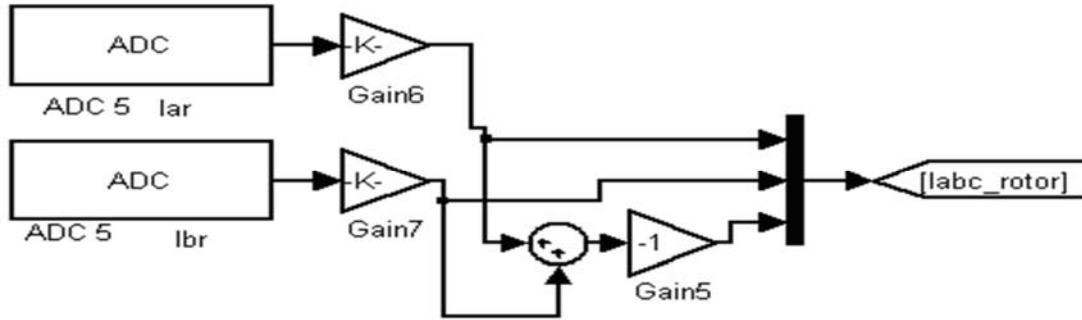 ADC
-K-
Gain6
ADC 5 Iar
ADC
-K-
Gain7
ADC 5 Ibr
[Iabc_rotor]
+
+
-1
Gain5